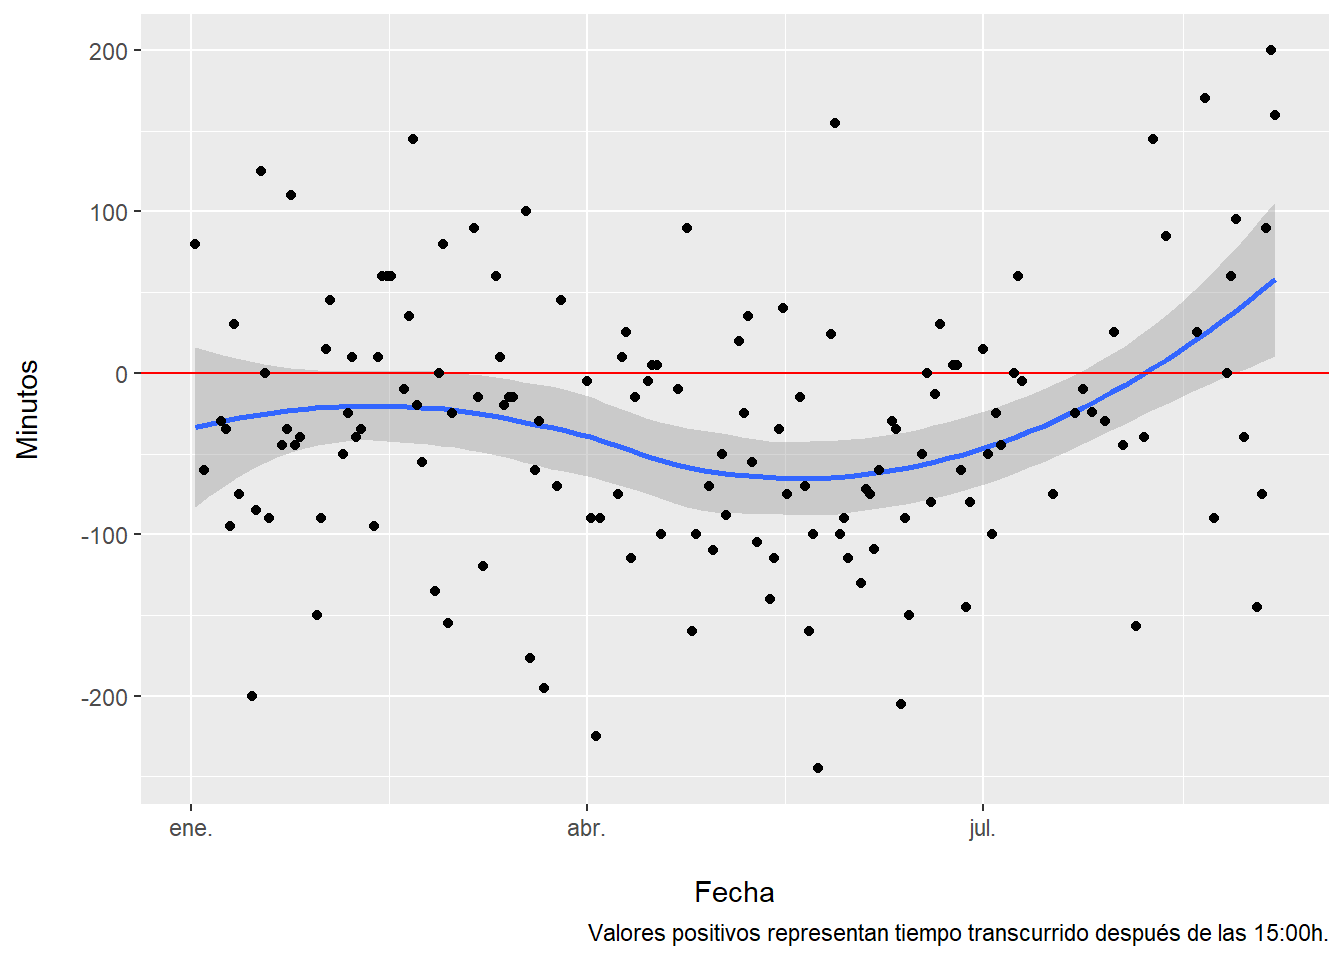 200
100
0
-100
-200
Minutos
ene.
abr.
jul.
Fecha
Valores positivos representan tiempo transcurrido después de las 15:00h.